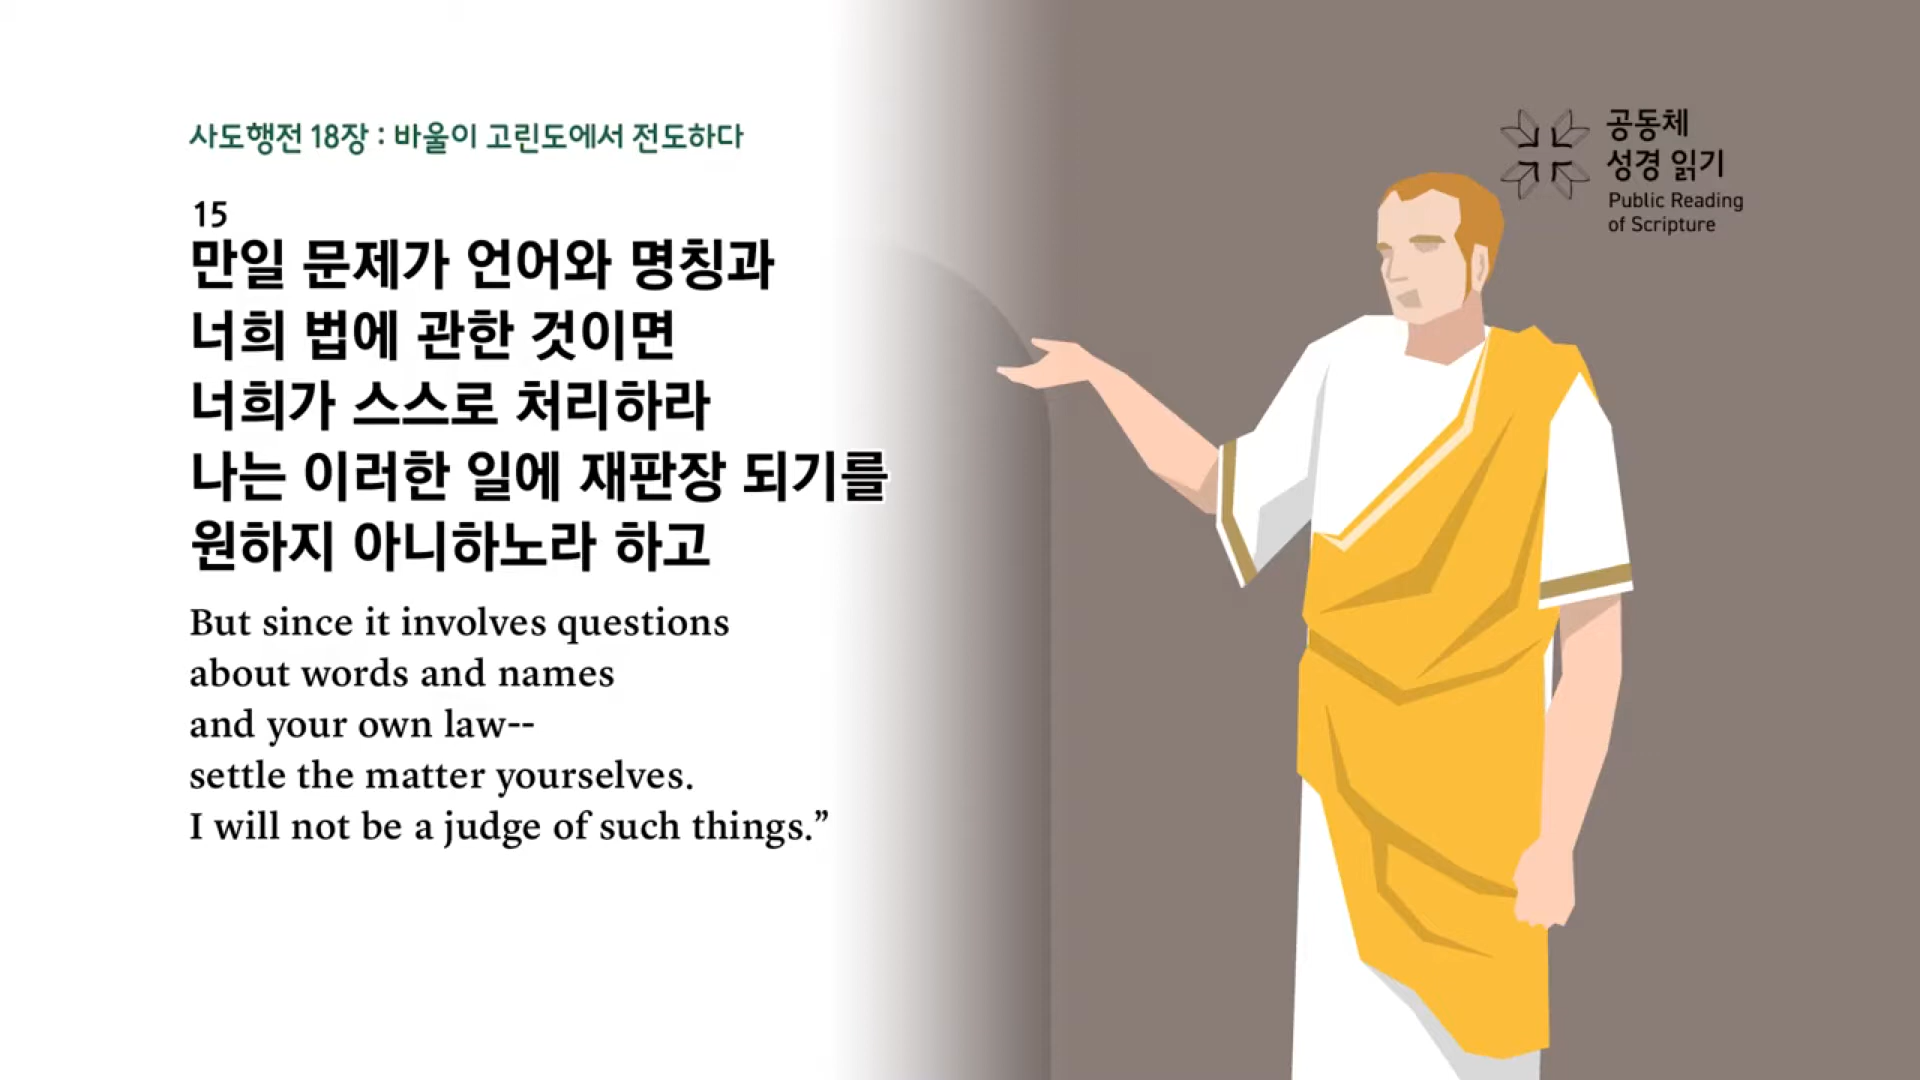 사도행전 18장 : 바울이 고린도에서 전도하다
15
만일 문제가 언어와 명칭과
너희 법에 관한 것이면
너희가 스스로 처리하라
나는 이러한 일에 재판장 되기를
원하지 아니하노라 하고
But since it involves questions
about words and names
and your own law--
settle the matter yourselves.
I will not be a judge of such things.”
공동체
성경 읽기
Public Reading
of Scripture